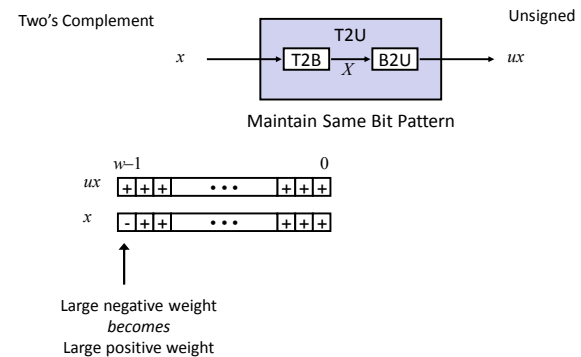 Two's Complement
Unsigned
T2U
x
T2B
X
B2U
ux
Maintain Same Bit Pattern
w–1 0
ux + + + • • • + + +
x - + + • • • + + +
Large negative weight
becomes
Large positive weight